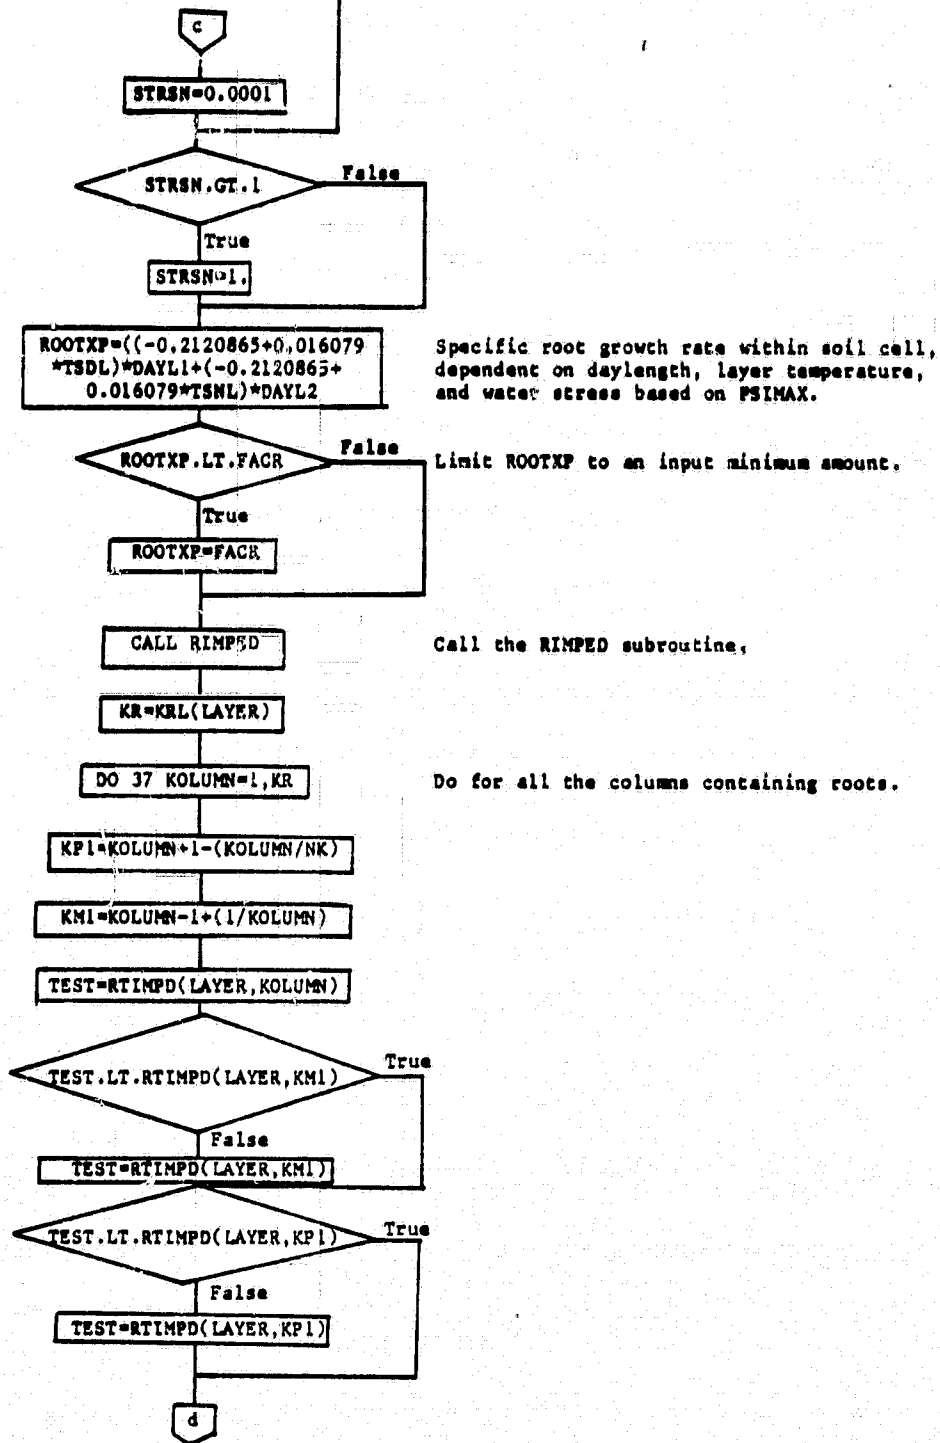 c
STRSN=0.0001
STRSN.GT.1
False
True
STRSN=1.
ROOTXP=((-0.2120865+0.016079
*TSDL)*DAYL1+(-0.2120865+
0.016079*TSNL)*DAYL2
Specific root growth rate within soil cell,
dependent on daylength, layer temperature,
and water stress based on PSIMAX.
ROOTXP.LT.FACR
False
Limit ROOTXP to an input minimum amount.
True
ROOTXP=FACR
CALL RIMPED
Call the RIMPED subroutine.
KR=KRL(LAYER)
DO 37 KOLUMN=1,KR
Do for all the columns containing roots.
KP1=KOLUMN+1-(KOLUMN/NK)
KM1=KOLUMN-1+(1/KOLUMN)
TEST=RTIMPD(LAYER,KOLUMN)
TEST.LT.RTIMPD(LAYER,KM1)
True
False
TEST=RTIMPD(LAYER,KM1)
TEST.LT.RTIMPD(LAYER,KP1)
True
False
TEST=RTIMPD(LAYER,KP1)
d